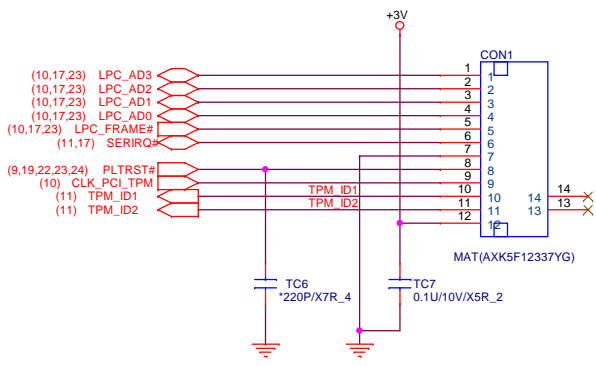 +3V
CON1
(10,17,23) LPC_AD3 1 1
(10,17,23) LPC_AD2 2 2
(10,17,23) LPC_AD1 3 3
(10,17,23) LPC_AD0 4 4
(10,17,23) LPC_FRAME# 5 5
(11,17) SERIRQ# 6 6
7 7
(9,19,22,23,24) PLTRST# 8 8
(10) CLK_PCI_TPM 9 9
(11) TPM_ID1 TPM_ID1 10 10 14 14
(11) TPM_ID2 TPM_ID2 11 11 13 13
12 12
MAT(AXK5F12337YG)
TC6
*220P/X7R_4
TC7
0.1U/10V/X5R_2